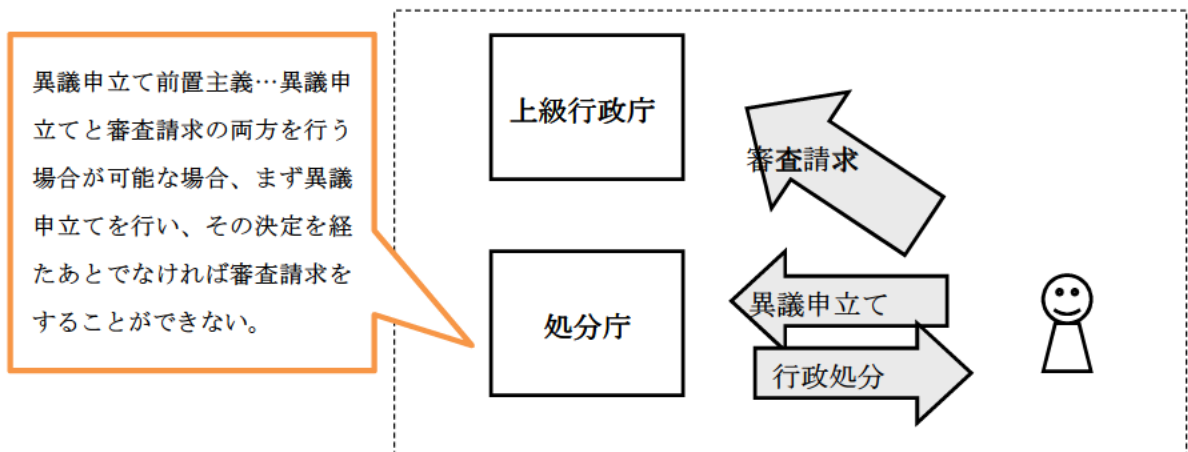 異議申立て前置主義…異議申
立てと審査請求の両方を行う
場合が可能な場合、まず異議
申立てを行い、その決定を経
たあとでなければ審査請求を
することができない。
上級行政庁
審査請求
処分庁
異議申立て
行政処分